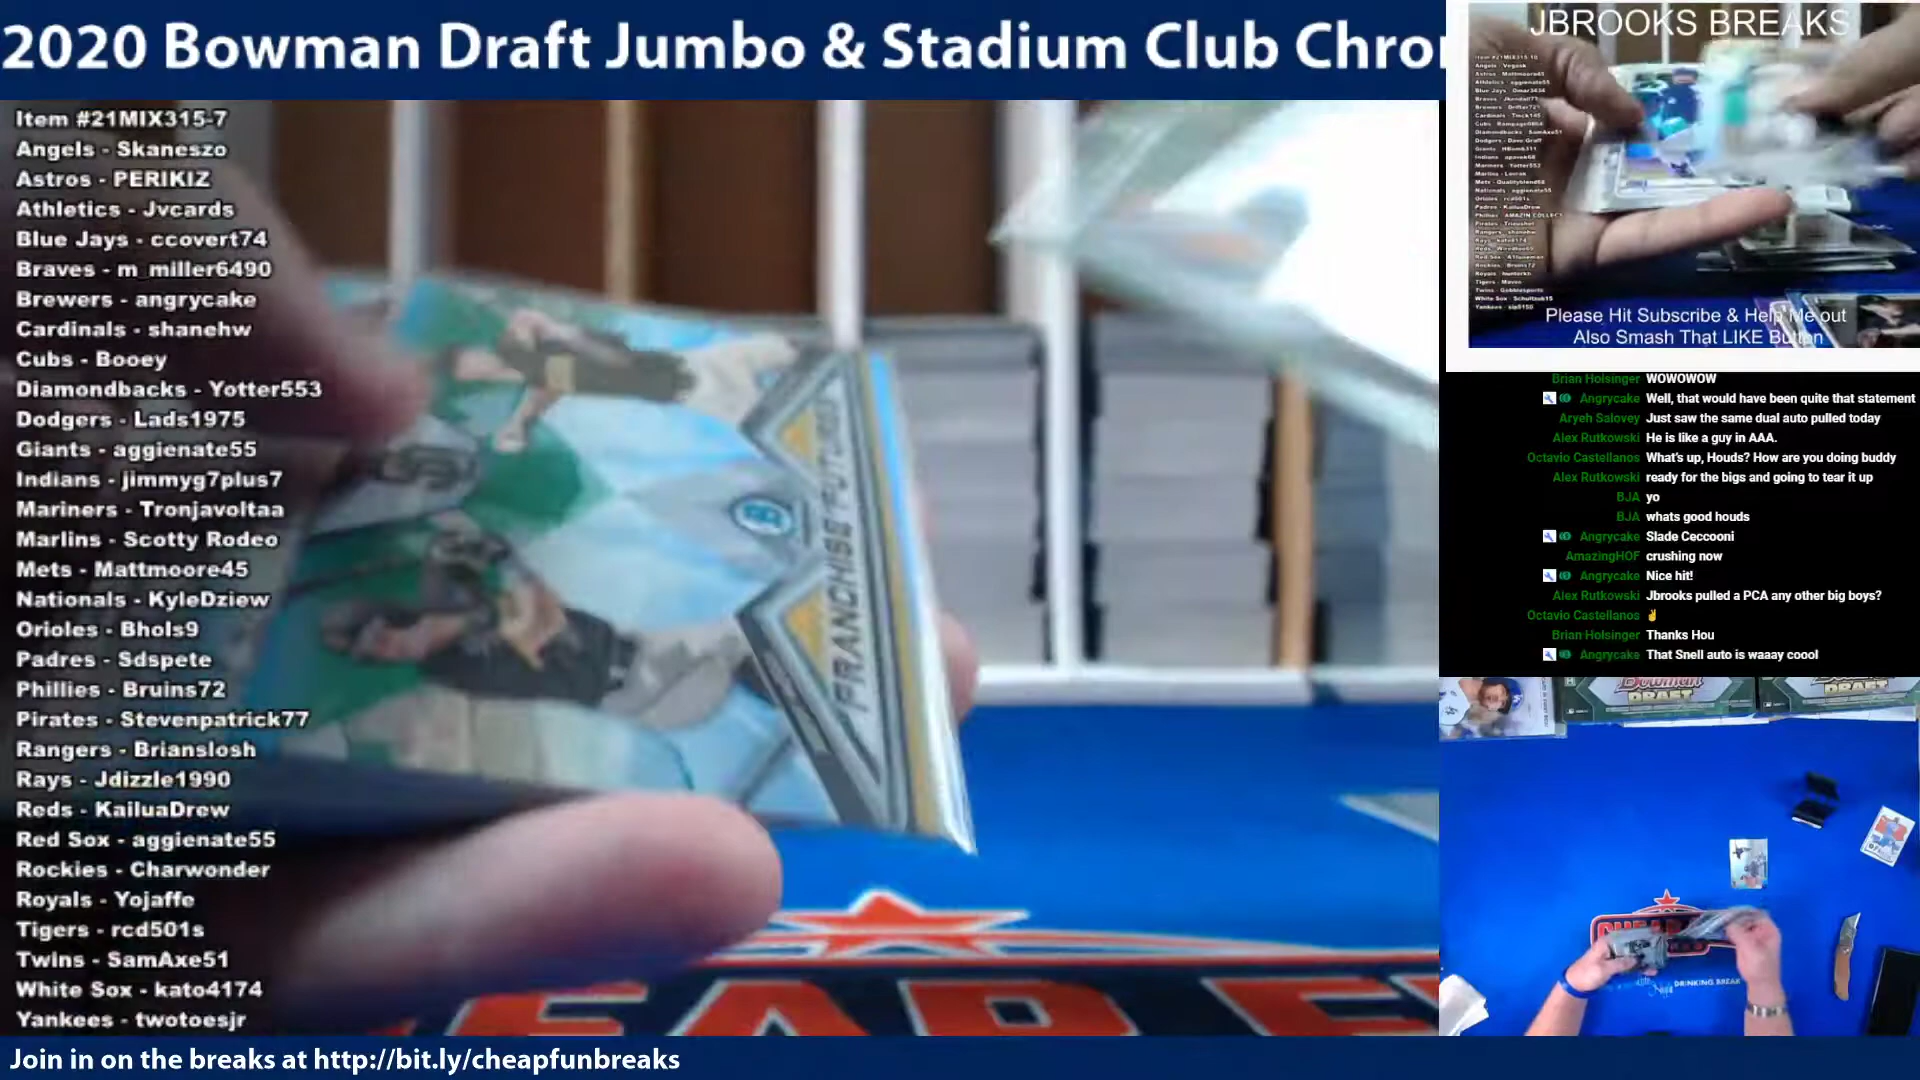 2020 Bowman Draft Jumbo & Stadium Club Chrom
Item #21MIX315-7
Angels - Skaneszo
Astros - PERIKIZ
Athletics - Jvcards
Blue Jays - ccovert74
Braves - m_miller6490
Brewers - angrycake
Cardinals - shanehw
Cubs - Booey
Diamondbacks - Yotter553
Dodgers - Lads1975
Giants - aggienate55
Indians - jimmyg7plus7
Mariners - Tronjavoltaa
Marlins - Scotty Rodeo
Mets - Mattmoore45
Nationals - KyleDziew
Orioles - Bhols9
Padres - Sdspete
Phillies - Bruins72
Pirates - Stevenpatrick77
Rangers - Brianslosh
Rays - Jdizzle1990
Reds - KailuaDrew
Red Sox - aggienate55
Rockies - Charwonder
Royals - Yojaffe
Tigers - rcd501s
Twins - SamAxe51
White Sox - kato4174
Yankees - twotoesjr
FRANCHISE FUTURES
B
JBROOKS BREAKS
Please Hit Subscribe & Help Me out
Also Smash That LIKE Button
Brian Holsinger WOWOWOW
Angrycake Well, that would have been quite that statement
Aryeh Salovey Just saw the same dual auto pulled today
Alex Rutkowski He is like a guy in AAA.
Octavio Castellanos What's up, Houds? How are you doing buddy
Alex Rutkowski ready for the bigs and going to tear it up
BJA yo
BJA whats good houds
Angrycake Slade Ceccooni
AmazingHOF crushing now
Angrycake Nice hit!
Alex Rutkowski Jbrooks pulled a PCA any other big boys?
Octavio Castellanos ✌
Brian Holsinger Thanks Hou
Angrycake That Snell auto is waaay coool
Bowman
DRAFT
DRAFT
DRINKING BREAK
Join in on the breaks at http://bit.ly/cheapfunbreaks